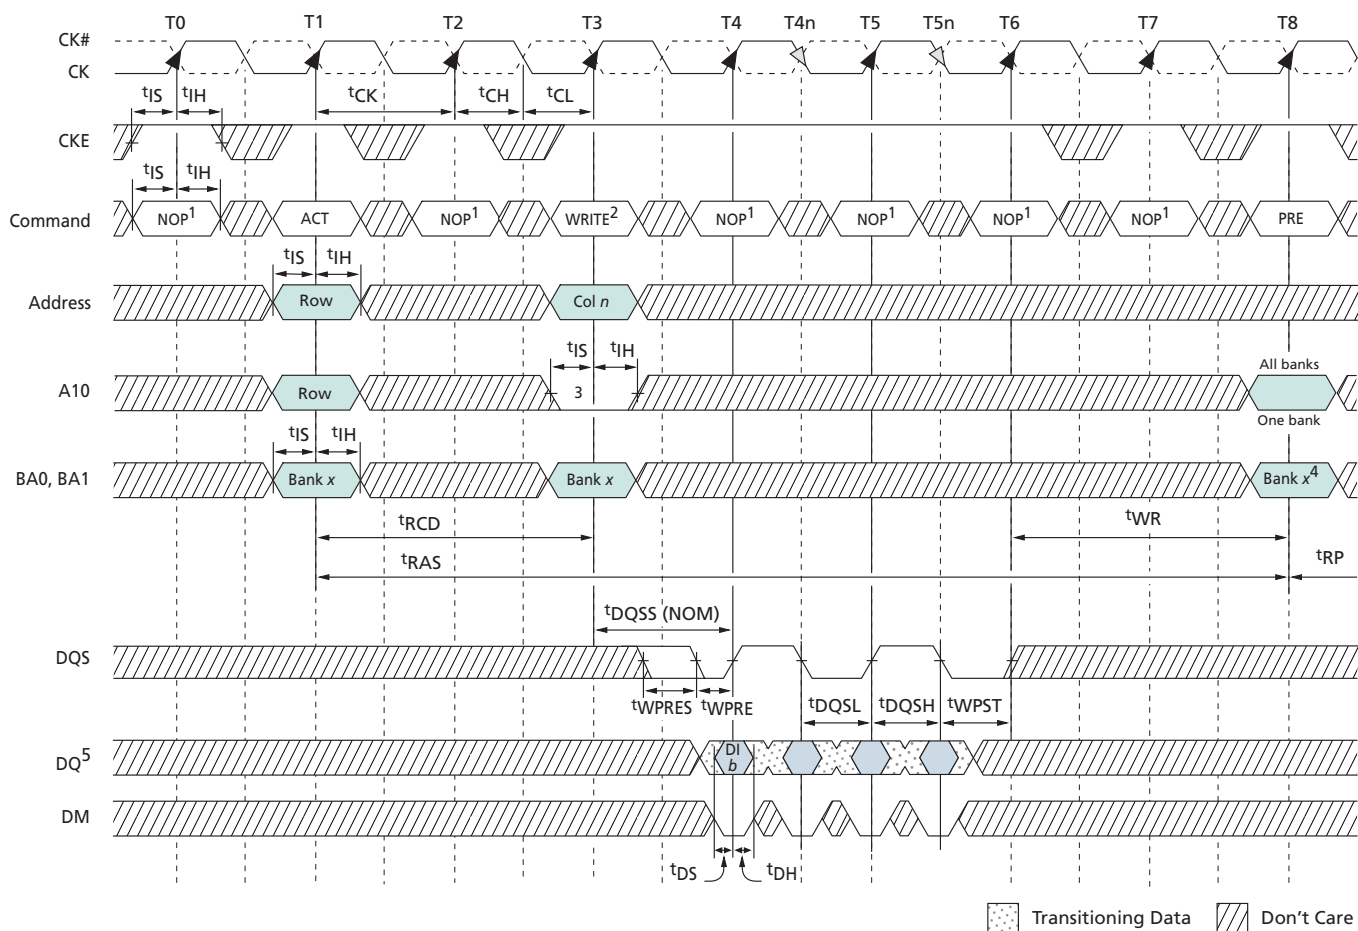 T0 T1 T2 T3 T4 T4n T5 T5n T6 T7 T8
CK#
CK
tIS tIH tCK tCH tCL
CKE
tIS tIH
Command NOP1 ACT NOP1 WRITE2 NOP1 NOP1 NOP1 NOP1 PRE
tIS tIH
Address Row Col n
tIS tIH All banks
A10 Row 3
One bank
tIS tIH
BA0, BA1 Bank x Bank x Bank x4
tRCD tWR
tRAS tRP
tDQSS (NOM)
DQS
tWPRES tWPRE tDQSL tDQSH tWPST
DQ5 DI
b
DM
tDS tDH
Transitioning Data Don't Care